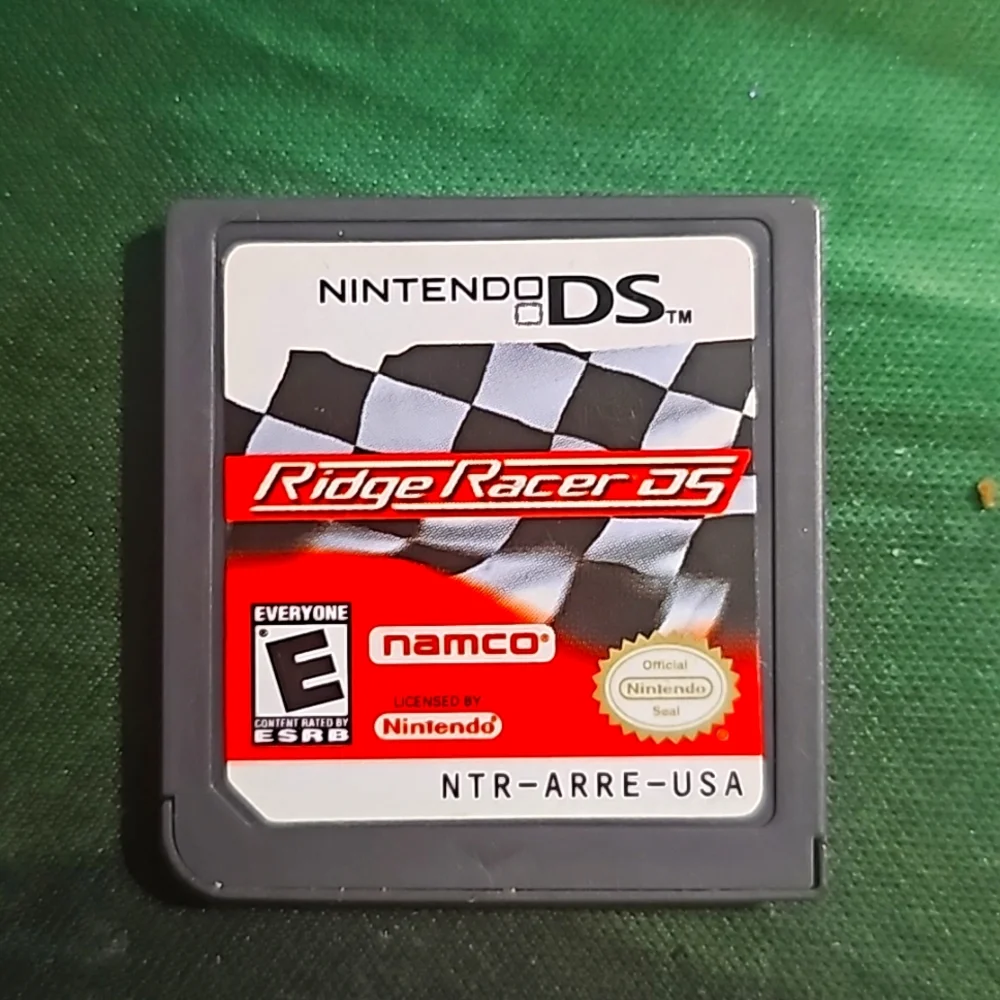 NINTENDO DS™
Ridge Racer DS
EVERYONE
E
CONTENT RATED BY
ESRB
namco®
LICENSED BY
Nintendo®
Official
Nintendo
Seal
NTR-ARRE-USA